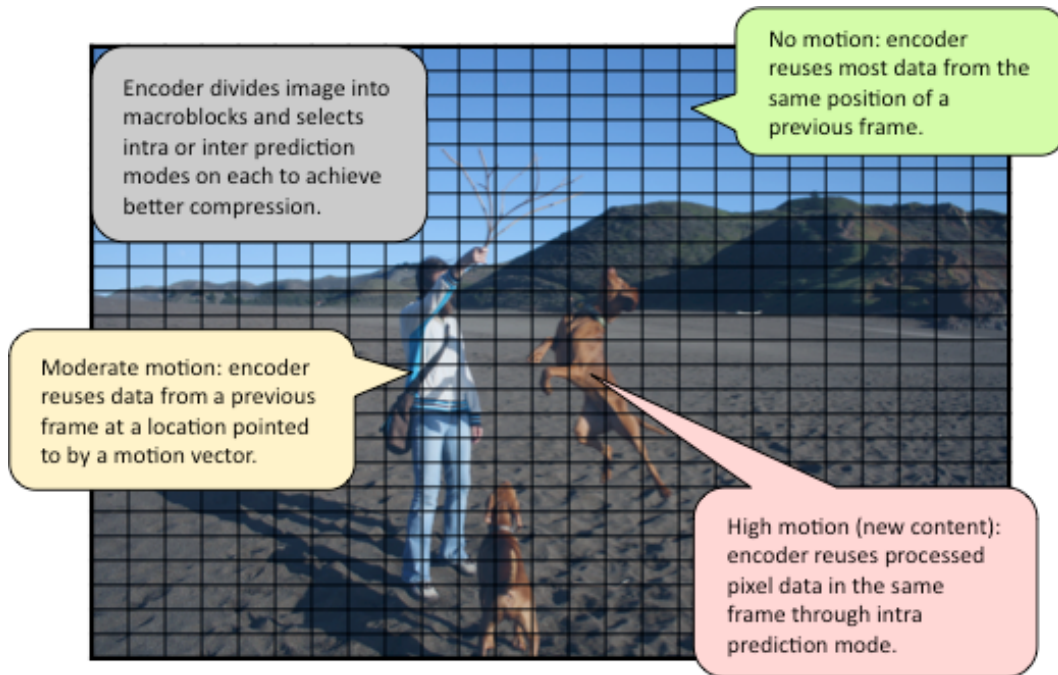 Encoder divides image into
macroblocks and selects
intra or inter prediction
modes on each to achieve
better compression.
No motion: encoder
reuses most data from the
same position of a
previous frame.
Moderate motion: encoder
reuses data from a previous
frame at a location pointed
to by a motion vector.
High motion (new content):
encoder reuses processed
pixel data in the same
frame through intra
prediction mode.